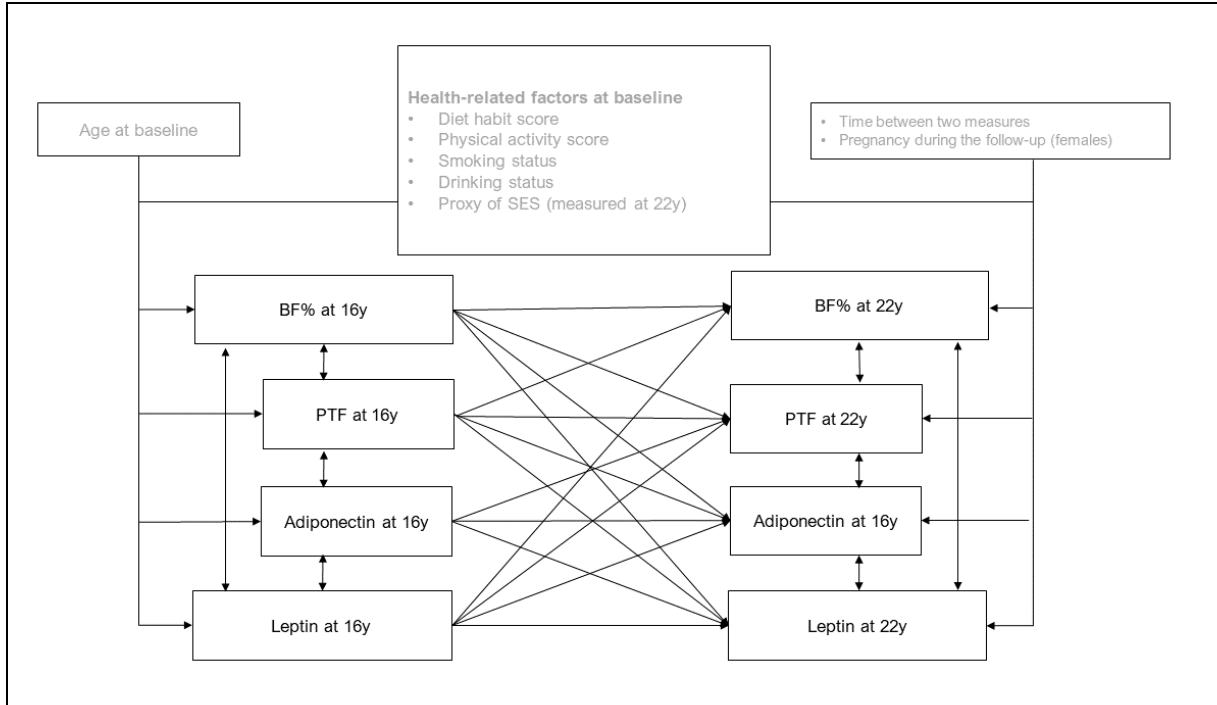 Health-related factors at baseline
• Diet habit score
• Physical activity score
• Smoking status
• Drinking status
• Proxy of SES (measured at 22y)
Age at baseline
• Time between two measures
• Pregnancy during the follow-up (females)
BF% at 16y
BF% at 22y
PTF at 16y
PTF at 22y
Adiponectin at 16y
Adiponectin at 16y
Leptin at 16y
Leptin at 22y